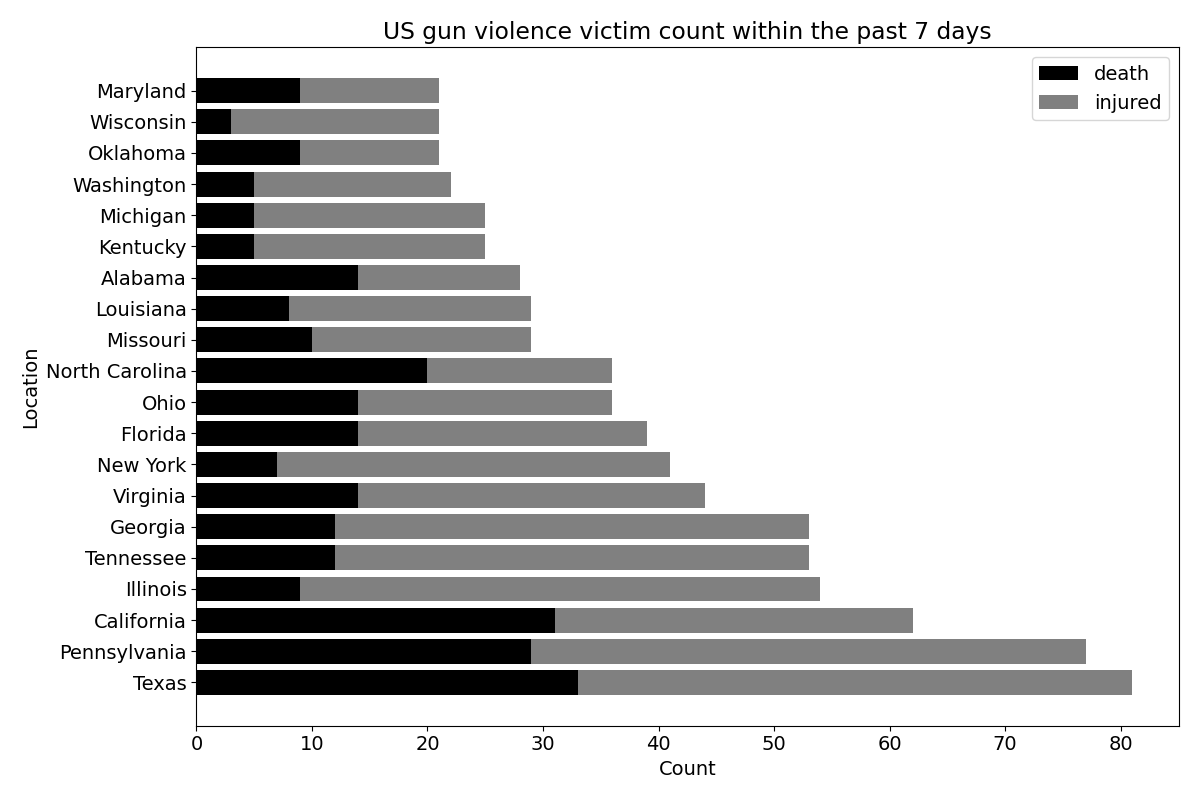 US gun violence victim count within the past 7 days
death
injured
Maryland
Wisconsin
Oklahoma
Washington
Michigan
Kentucky
Alabama
Louisiana
Missouri
North Carolina
Ohio
Florida
New York
Virginia
Georgia
Tennessee
Illinois
California
Pennsylvania
Texas
Location
0 10 20 30 40 50 60 70 80
Count